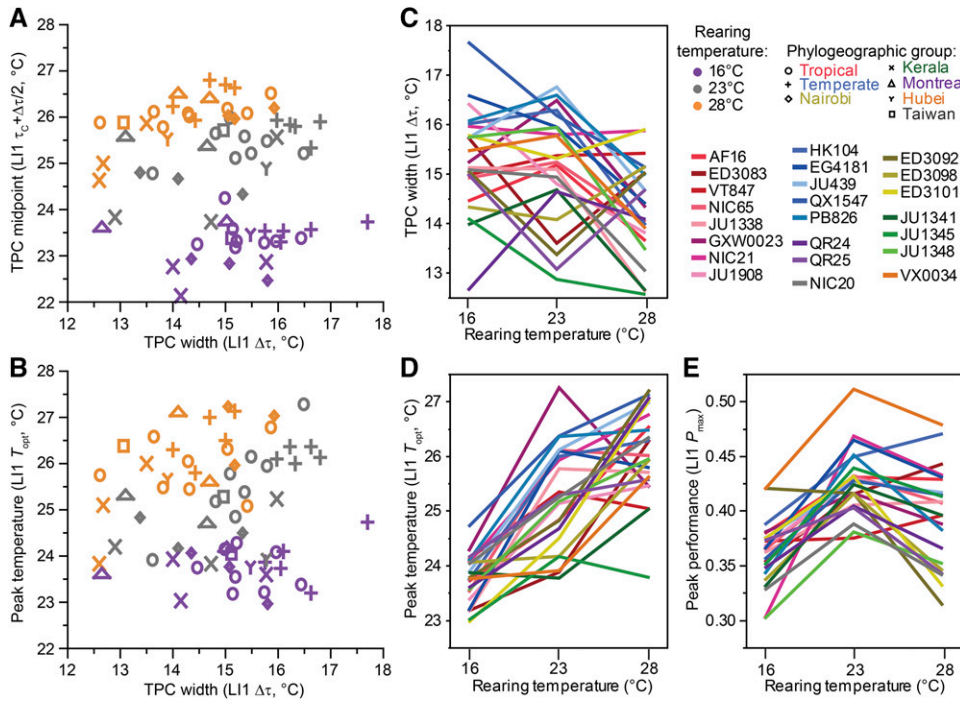 A
TPC midpoint (LI1 τc+Δτ/2, °C)
28
27
26
25
24
23
22
12 13 14 15 16 17 18
TPC width (LI1 Δτ, °C)
B
Peak temperature (LI1 Topt, °C)
28
27
26
25
24
23
22
12 13 14 15 16 17 18
TPC width (LI1 Δτ, °C)
C
TPC width (LI1 Δτ, °C)
18
17
16
15
14
13
16 23 28
Rearing temperature (°C)
Rearing
temperature:
16°C
23°C
28°C
Phylogeographic group:
Tropical
Temperate
Nairobi
Kerala
Montreal
Hubei
Taiwan
AF16
ED3083
VT847
NIC65
JU1338
GXW0023
NIC21
JU1908
HK104
EG4181
JU439
QX1547
PB826
QR24
QR25
NIC20
ED3092
ED3098
ED3101
JU1341
JU1345
JU1348
VX0034
D
Peak temperature (LI1 Topt, °C)
27
26
25
24
23
16 23 28
Rearing temperature (°C)
E
Peak performance (LI1 Pmax)
0.50
0.45
0.40
0.35
0.30
16 23 28
Rearing temperature (°C)